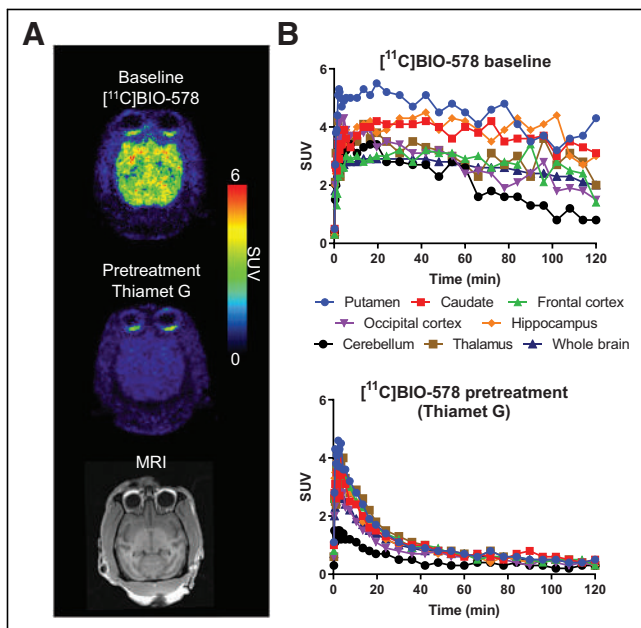 A
Baseline
[¹¹C]BIO-578
6
SUV
0
Pretreatment
Thiamet G
MRI
B
[¹¹C]BIO-578 baseline
6
4
2
0
SUV
0 20 40 60 80 100 120
Time (min)
Putamen Caudate Frontal cortex
Occipital cortex Hippocampus
Cerebellum Thalamus Whole brain
[¹¹C]BIO-578 pretreatment
(Thiamet G)
6
4
2
0
SUV
0 20 40 60 80 100 120
Time (min)